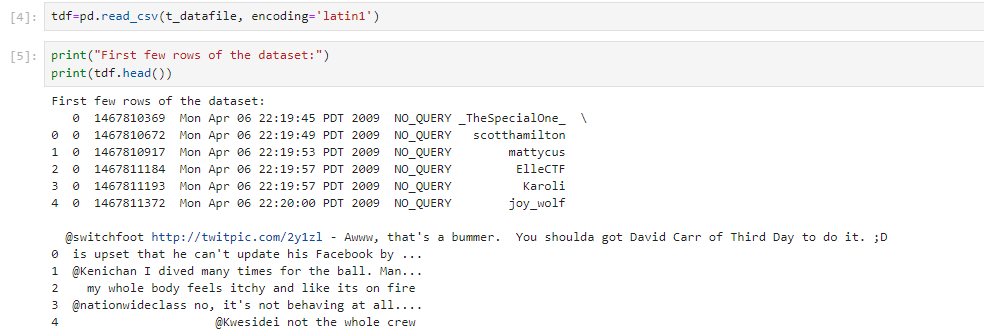 [4]: tdf=pd.read_csv(t_datafile, encoding='latin1')
[5]: print("First few rows of the dataset:")
print(tdf.head())
First few rows of the dataset:
   0  1467810369  Mon Apr 06 22:19:45 PDT 2009  NO_QUERY _TheSpecialOne_  \
0  0  1467810672  Mon Apr 06 22:19:49 PDT 2009  NO_QUERY   scotthamilton
1  0  1467810917  Mon Apr 06 22:19:53 PDT 2009  NO_QUERY        mattycus
2  0  1467811184  Mon Apr 06 22:19:57 PDT 2009  NO_QUERY         ElleCTF
3  0  1467811193  Mon Apr 06 22:19:57 PDT 2009  NO_QUERY          Karoli
4  0  1467811372  Mon Apr 06 22:20:00 PDT 2009  NO_QUERY        joy_wolf
  @switchfoot http://twitpic.com/2y1zl - Awww, that's a bummer.  You shoulda got David Carr of Third Day to do it. ;D
0  is upset that he can't update his Facebook by ...
1  @Kenichan I dived many times for the ball. Man...
2    my whole body feels itchy and like its on fire
3  @nationwideclass no, it's not behaving at all....
4                      @Kwesidei not the whole crew